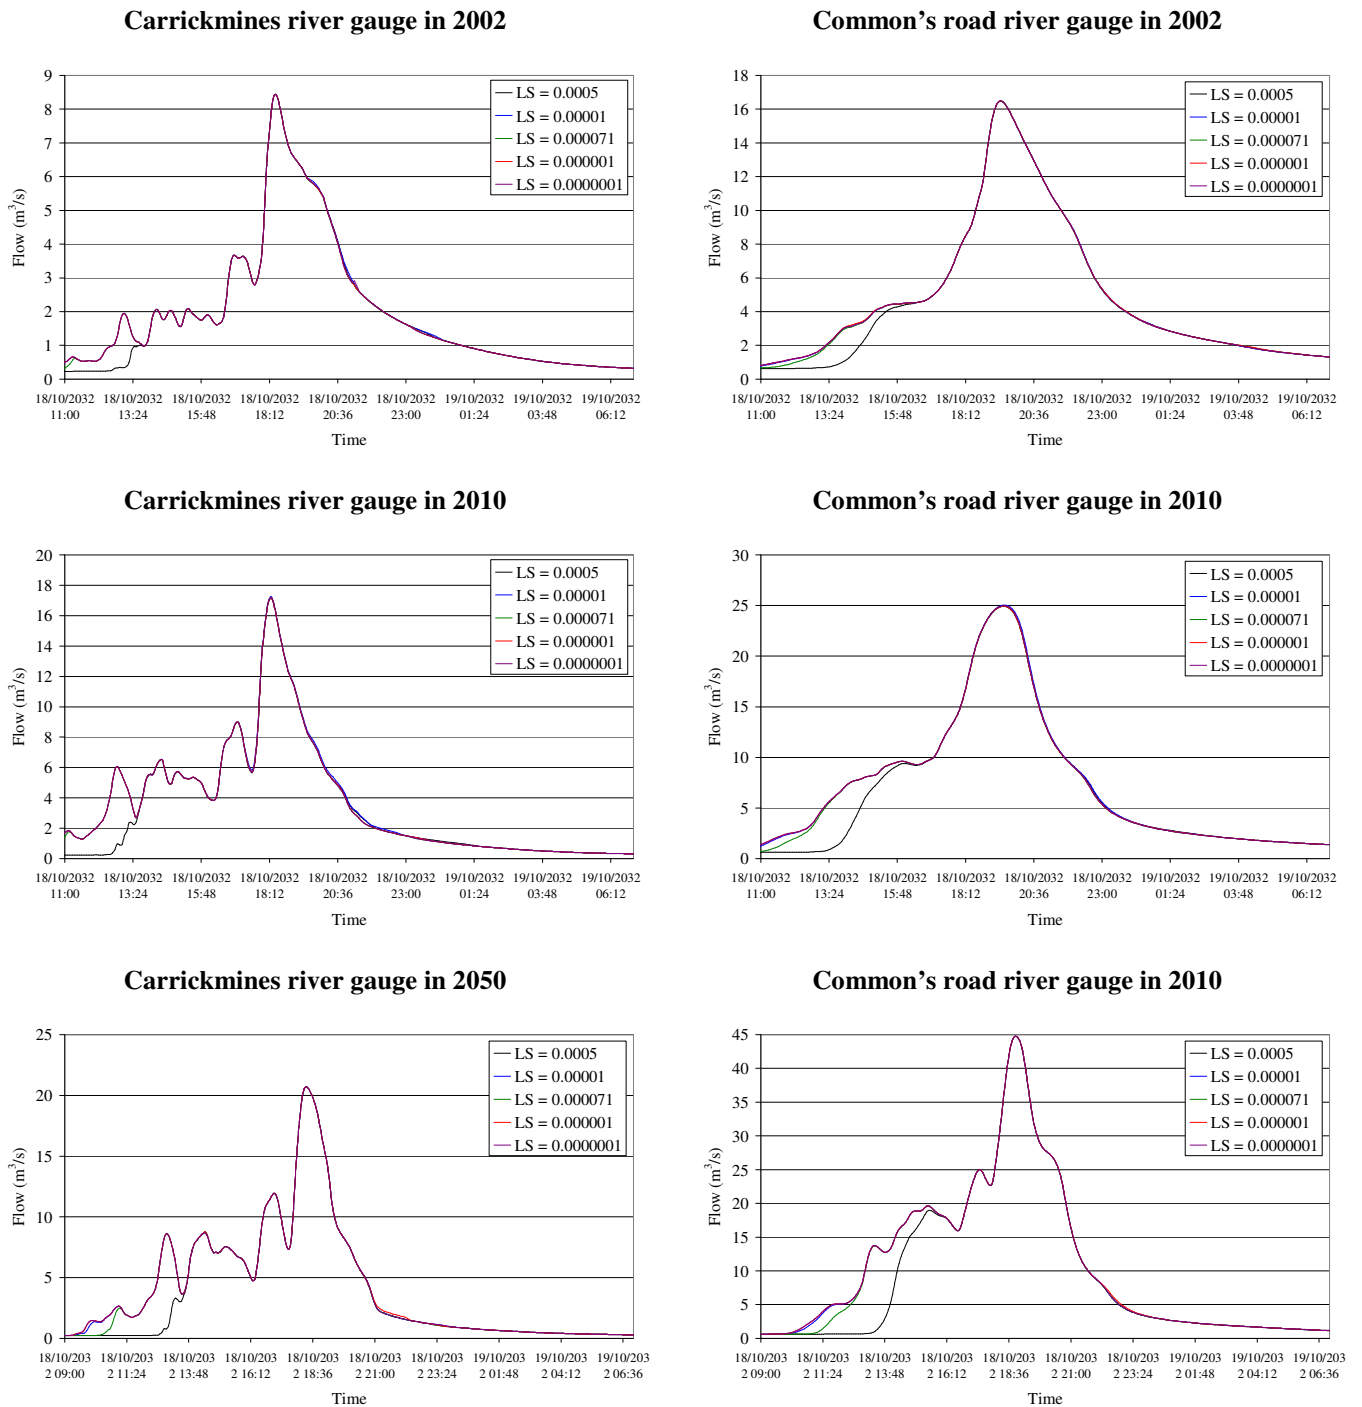 Carrickmines river gauge in 2002
9
8
7
6
5
4
3
2
1
0
Flow (m³/s)
LS = 0.0005
LS = 0.00001
LS = 0.000071
LS = 0.000001
LS = 0.0000001
18/10/2032 18/10/2032 18/10/2032 18/10/2032 18/10/2032 18/10/2032 19/10/2032 19/10/2032 19/10/2032
11:00 13:24 15:48 18:12 20:36 23:00 01:24 03:48 06:12
Time
Common's road river gauge in 2002
18
16
14
12
10
8
6
4
2
0
Flow (m³/s)
LS = 0.0005
LS = 0.00001
LS = 0.000071
LS = 0.000001
LS = 0.0000001
18/10/2032 18/10/2032 18/10/2032 18/10/2032 18/10/2032 18/10/2032 19/10/2032 19/10/2032 19/10/2032
11:00 13:24 15:48 18:12 20:36 23:00 01:24 03:48 06:12
Time
Carrickmines river gauge in 2010
20
18
16
14
12
10
8
6
4
2
0
Flow (m³/s)
LS = 0.0005
LS = 0.00001
LS = 0.000071
LS = 0.000001
LS = 0.0000001
18/10/2032 18/10/2032 18/10/2032 18/10/2032 18/10/2032 18/10/2032 19/10/2032 19/10/2032 19/10/2032
11:00 13:24 15:48 18:12 20:36 23:00 01:24 03:48 06:12
Time
Common's road river gauge in 2010
30
25
20
15
10
5
0
Flow (m³/s)
LS = 0.0005
LS = 0.00001
LS = 0.000071
LS = 0.000001
LS = 0.0000001
18/10/2032 18/10/2032 18/10/2032 18/10/2032 18/10/2032 18/10/2032 19/10/2032 19/10/2032 19/10/2032
11:00 13:24 15:48 18:12 20:36 23:00 01:24 03:48 06:12
Time
Carrickmines river gauge in 2050
25
20
15
10
5
0
Flow (m³/s)
LS = 0.0005
LS = 0.00001
LS = 0.000071
LS = 0.000001
LS = 0.0000001
18/10/203 18/10/203 18/10/203 18/10/203 18/10/203 18/10/203 18/10/203 19/10/203 19/10/203 19/10/203
2 09:00 2 11:24 2 13:48 2 16:12 2 18:36 2 21:00 2 23:24 2 01:48 2 04:12 2 06:36
Time
Common's road river gauge in 2010
45
40
35
30
25
20
15
10
5
0
Flow (m³/s)
LS = 0.0005
LS = 0.00001
LS = 0.000071
LS = 0.000001
LS = 0.0000001
18/10/203 18/10/203 18/10/203 18/10/203 18/10/203 18/10/203 18/10/203 19/10/203 19/10/203 19/10/203
2 09:00 2 11:24 2 13:48 2 16:12 2 18:36 2 21:00 2 23:24 2 01:48 2 04:12 2 06:36
Time